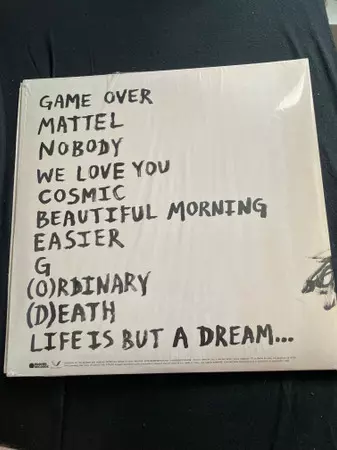 GAME OVER
MATTEL
NOBODY
WE LOVE YOU
COSMIC
BEAUTIFUL MORNING
EASIER
G
(O)RDINARY
(D)EATH
LIFE IS BUT A DREAM...